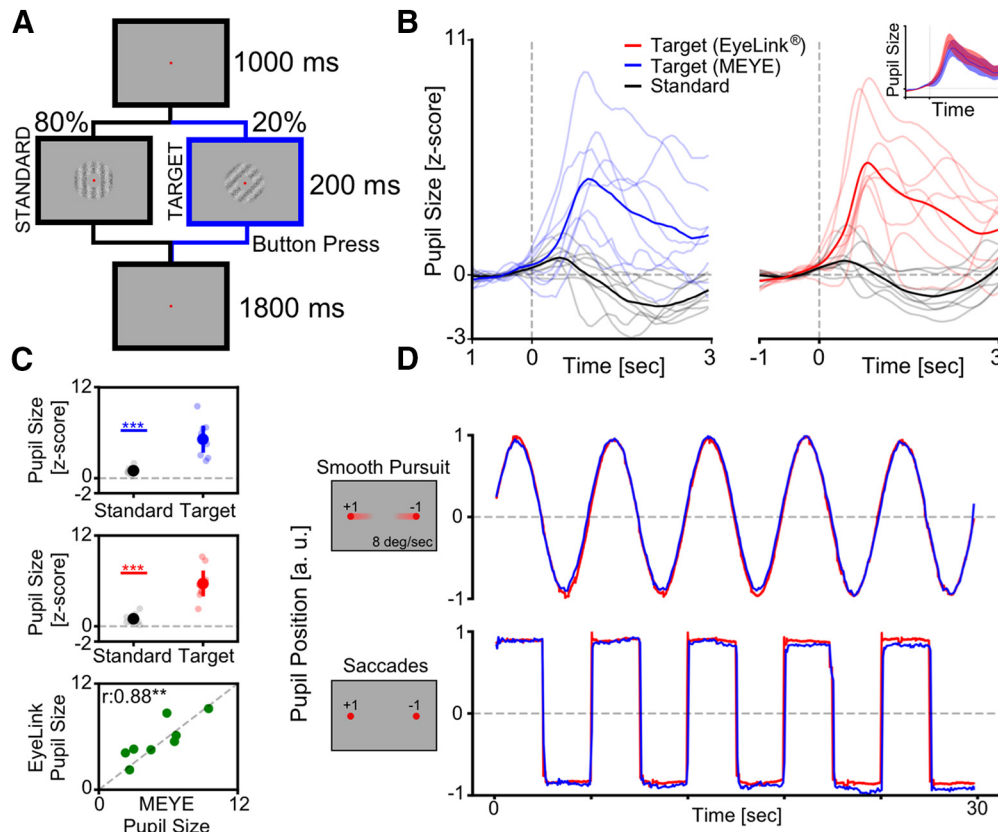 A
1000 ms
80%
20%
STANDARD
TARGET
200 ms
Button Press
1800 ms
B
11
Target (EyeLink®)
Target (MEYE)
Standard
Pupil Size
Time
Pupil Size [z-score]
0
-3
1
0
3
-1
0
3
Time [sec]
Time [sec]
C
12
Pupil Size
[z-score]
***
0
-2
Standard Target
12
Pupil Size
[z-score]
***
0
-2
Standard Target
12
r:0.88**
EyeLink
Pupil Size
0
0
MEYE
12
Pupil Size
D
Pupil Position [a. u.]
Smooth Pursuit
+1
-1
8 deg/sec
1
0
-1
Saccades
+1
-1
1
0
-1
0
Time [sec]
30